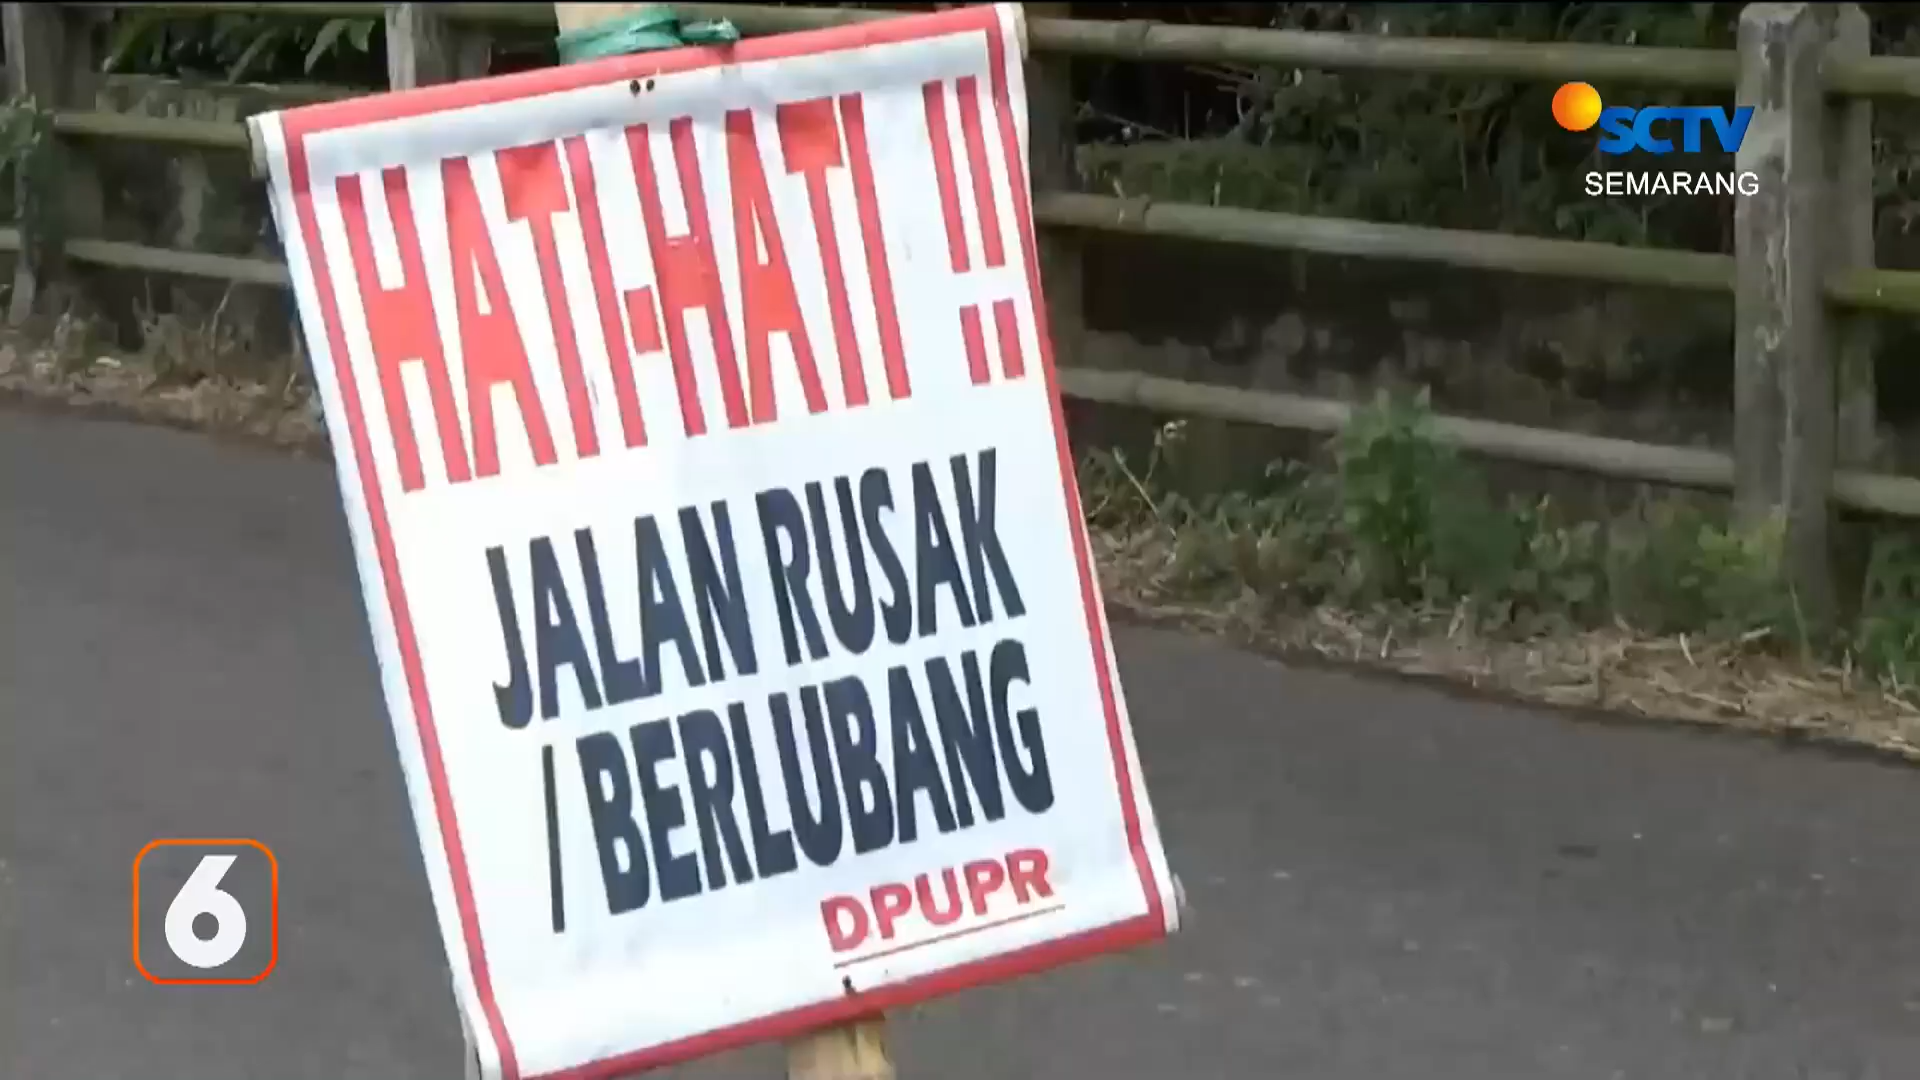 HATI-HATI !!
JALAN RUSAK
/ BERLUBANG
DPUPR
SCTV
SEMARANG
6